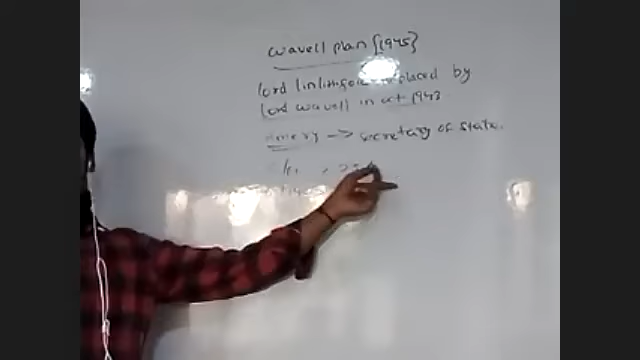 Wavell plan {1945}
lord linlithgow replaced by
lord wavell in oct 1943.
Amery -> secretary of state.